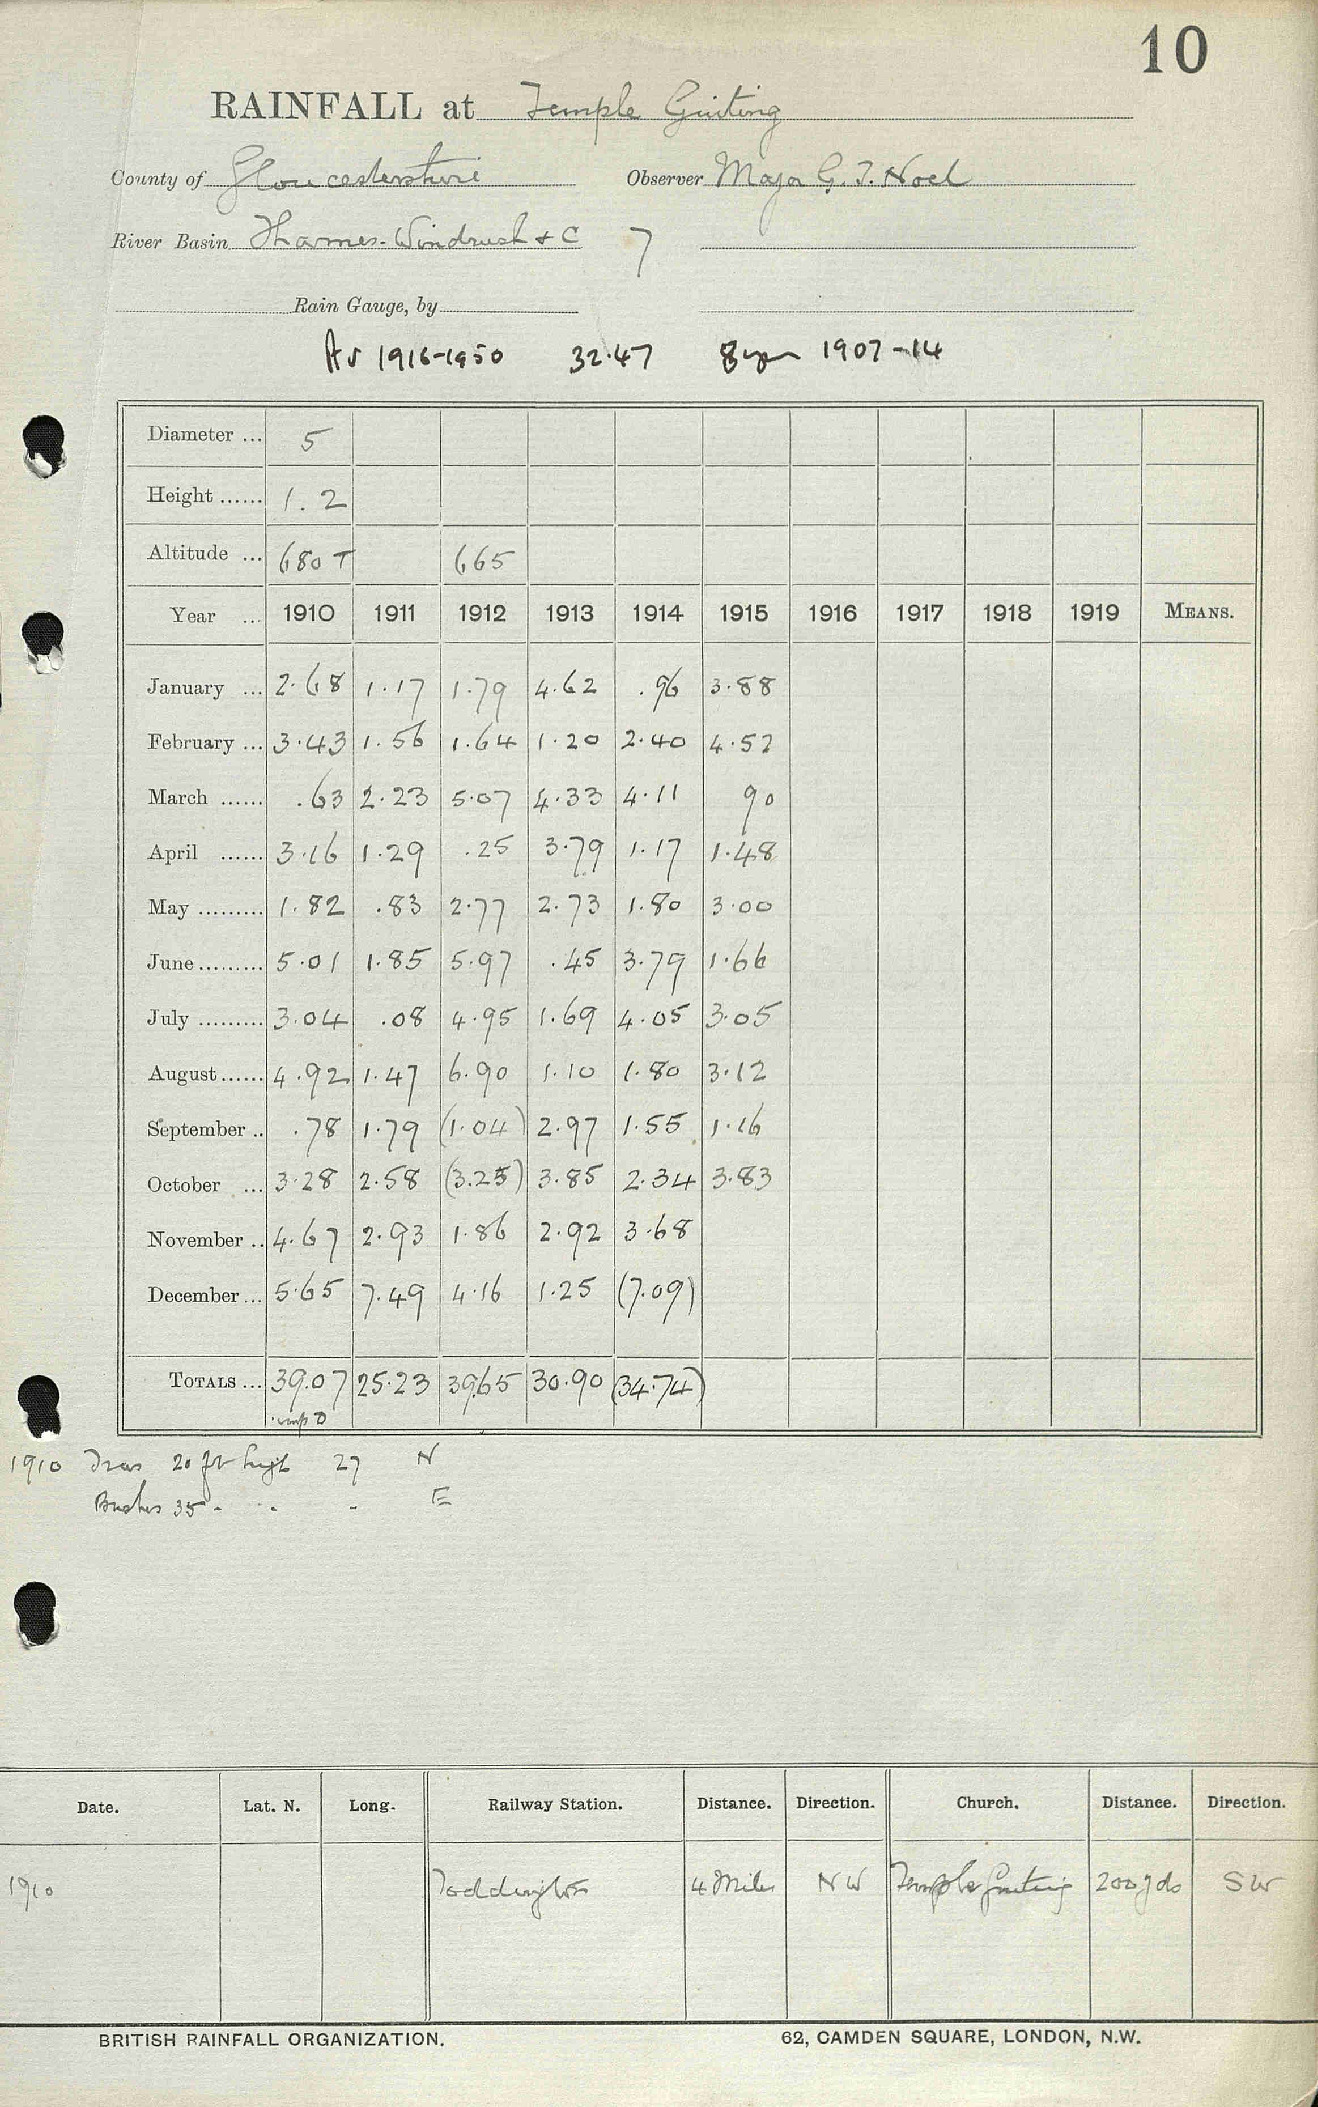 10
RAINFALL at Temple Guiting
County of Gloucestershire Observer Major G. J. Noel
River Basin Thames-Windrush & C 7
Rain Gauge, by
Av 1916-1950 32.47 8 yrs 1907-14
Diameter ... 5
Height ...... 1.2
Altitude ... 680 T 665
Year ... 1910 1911 1912 1913 1914 1915 1916 1917 1918 1919 MEANS.
January ... 2.68 1.17 1.79 4.62 .96 3.88
February ... 3.43 1.56 1.64 1.20 2.40 4.52
March ...... .63 2.23 5.07 4.33 4.11 90
April ...... 3.16 1.29 .25 3.79 1.17 1.48
May ......... 1.82 .83 2.77 2.73 1.80 3.00
June ......... 5.01 1.85 5.97 .45 3.79 1.66
July ......... 3.04 .08 4.95 1.69 4.05 3.05
August ...... 4.92 1.47 6.90 1.10 1.80 3.12
September .. .78 1.79 (1.04) 2.97 1.55 1.16
October ... 3.28 2.58 (3.25) 3.85 2.34 3.83
November .. 4.67 2.93 1.86 2.92 3.68
December ... 5.65 7.49 4.16 1.25 (7.09)
TOTALS ... 39.07 25.23 39.65 30.90 (34.74)
1910 Trees 20 ft high 27 N
Bushes 35 - .. - E
Date. Lat. N. Long. Railway Station. Distance. Direction. Church. Distance. Direction.
1910 Toddington 4 Miles NW Temple Guiting 200 yds SW
BRITISH RAINFALL ORGANIZATION. 62, CAMDEN SQUARE, LONDON, N.W.